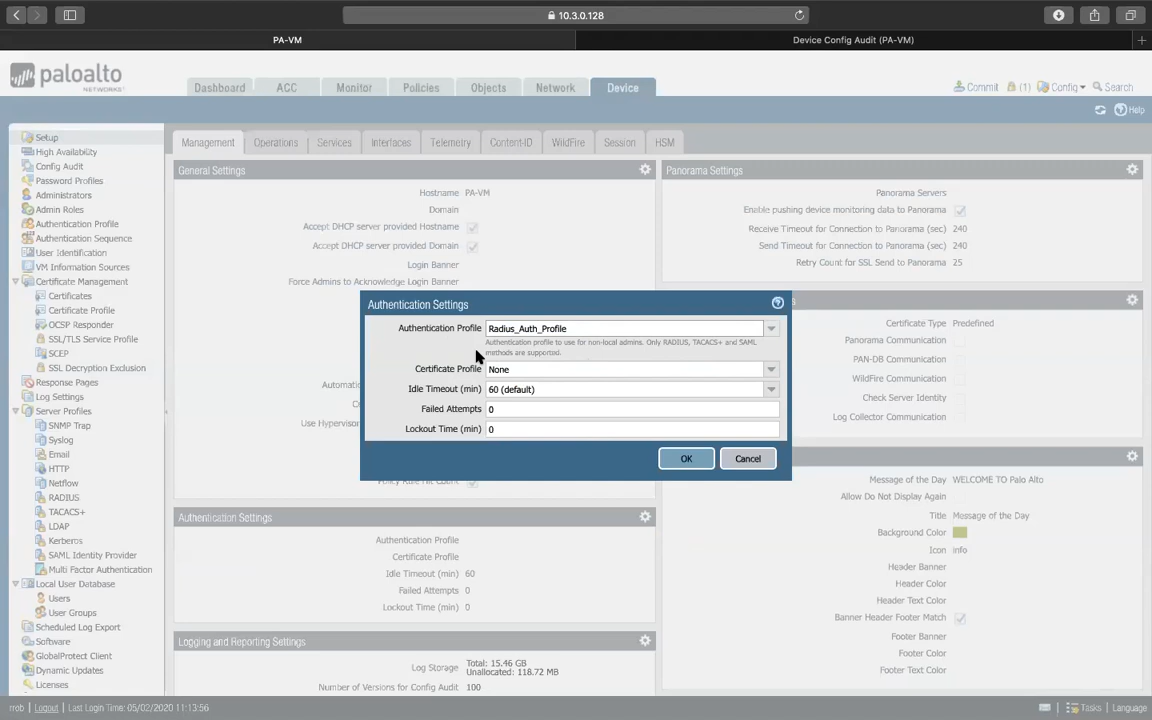 10.3.0.128
PA-VM
Device Config Audit (PA-VM)
paloalto
NETWORKS
Dashboard ACC Monitor Policies Objects Network Device
Commit (1) Config Search
Help
Setup
High Availability
Config Audit
Password Profiles
Administrators
Admin Roles
Authentication Profile
Authentication Sequence
User Identification
VM Information Sources
Certificate Management
Certificates
Certificate Profile
OCSP Responder
SSL/TLS Service Profile
SCEP
SSL Decryption Exclusion
Response Pages
Log Settings
Server Profiles
SNMP Trap
Syslog
Email
HTTP
Netflow
RADIUS
TACACS+
LDAP
Kerberos
SAML Identity Provider
Multi Factor Authentication
Local User Database
Users
User Groups
Scheduled Log Export
Software
GlobalProtect Client
Dynamic Updates
Licenses
Management Operations Services Interfaces Telemetry Content-ID WildFire Session HSM
General Settings
Hostname PA-VM
Domain
Accept DHCP server provided Hostname
Accept DHCP server provided Domain
Login Banner
Force Admins to Acknowledge Login Banner
Automatic
Use Hypervisor
Policy Rule Hit Count
Authentication Settings
Authentication Profile Radius_Auth_Profile
Authentication profile to use for non-local admins. Only RADIUS, TACACS+ and SAML
methods are supported.
Certificate Profile None
Idle Timeout (min) 60 (default)
Failed Attempts 0
Lockout Time (min) 0
OK Cancel
Authentication Settings
Authentication Profile
Certificate Profile
Idle Timeout (min) 60
Failed Attempts 0
Lockout Time (min) 0
Logging and Reporting Settings
Log Storage Total: 15.46 GB
Unallocated: 118.72 MB
Number of Versions for Config Audit 100
Panorama Settings
Panorama Servers
Enable pushing device monitoring data to Panorama
Receive Timeout for Connection to Panorama (sec) 240
Send Timeout for Connection to Panorama (sec) 240
Retry Count for SSL Send to Panorama 25
Certificate Type Predefined
Panorama Communication
PAN-DB Communication
WildFire Communication
Check Server Identity
Log Collector Communication
Message of the Day WELCOME TO Palo Alto
Allow Do Not Display Again
Title Message of the Day
Background Color
Icon info
Header Banner
Header Color
Header Text Color
Banner Header Footer Match
Footer Banner
Footer Color
Footer Text Color
rrob | Logout | Last Login Time: 05/02/2020 11:13:56
Tasks | Language